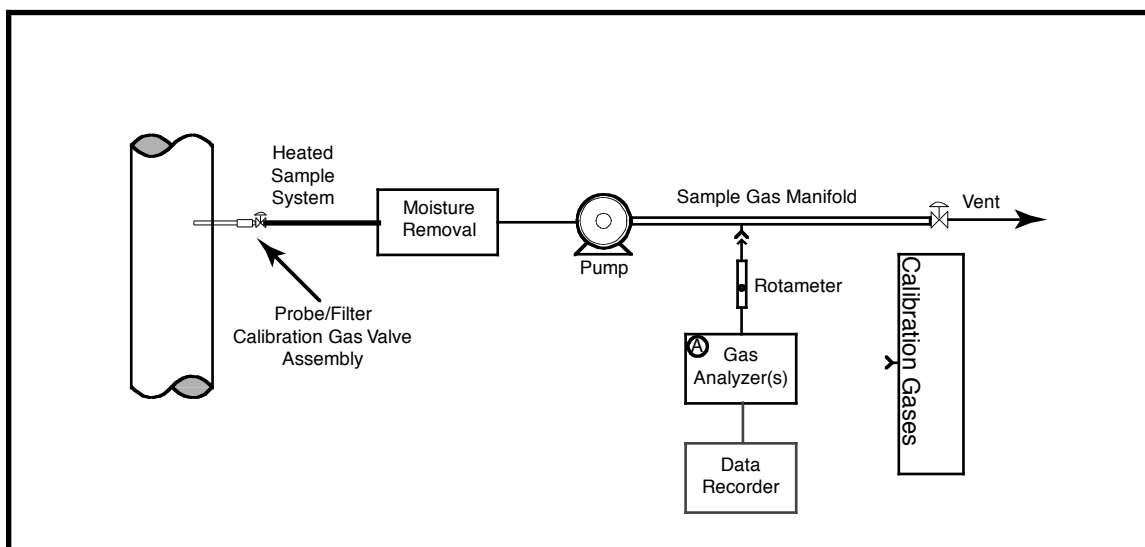 Heated
Sample
System
Moisture
Removal
Pump
Sample Gas Manifold
Vent
Probe/Filter
Calibration Gas Valve
Assembly
Rotameter
A
Gas
Analyzer(s)
Data
Recorder
Calibration Gases